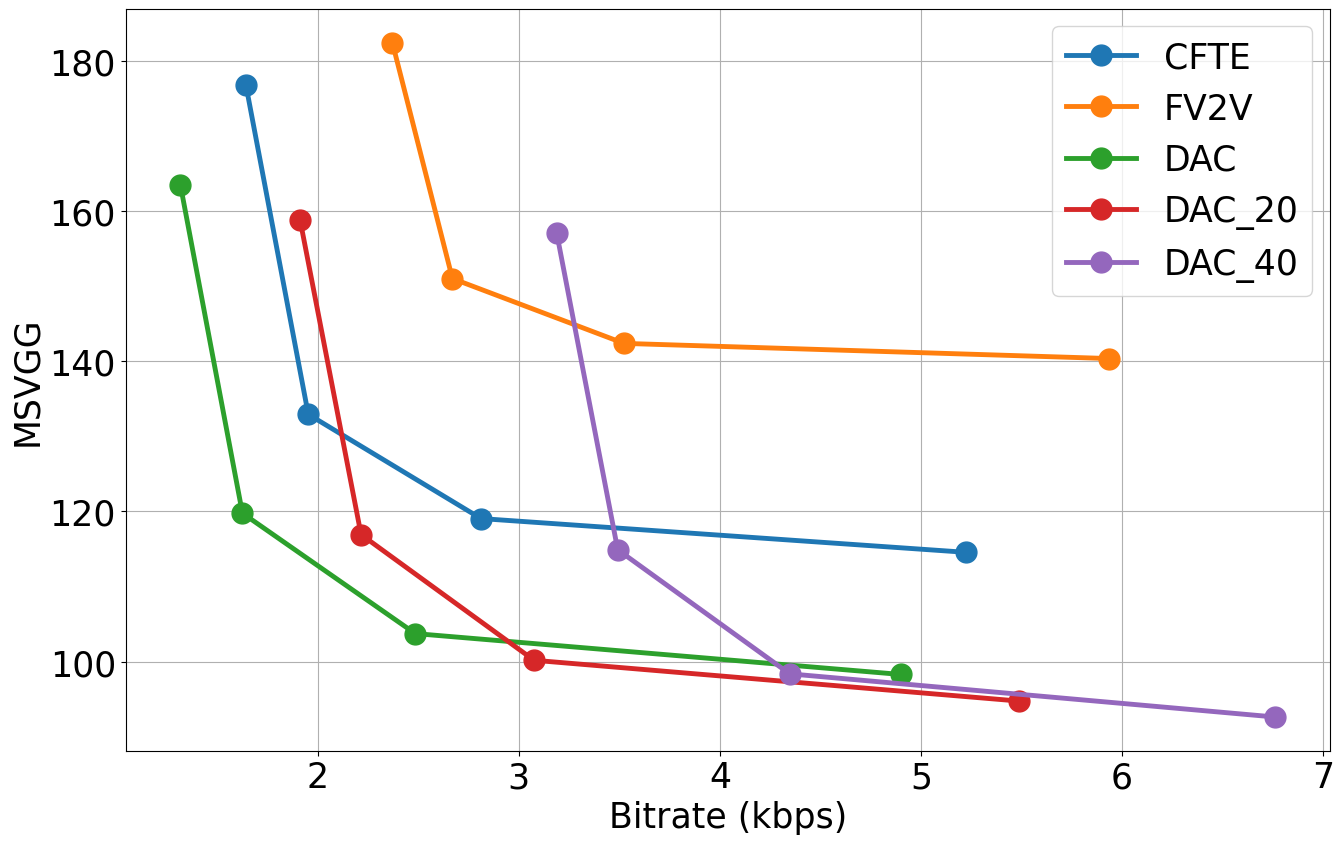 180
160
140
120
100
MSVGG
2 3 4 5 6 7
Bitrate (kbps)
CFTE
FV2V
DAC
DAC_20
DAC_40